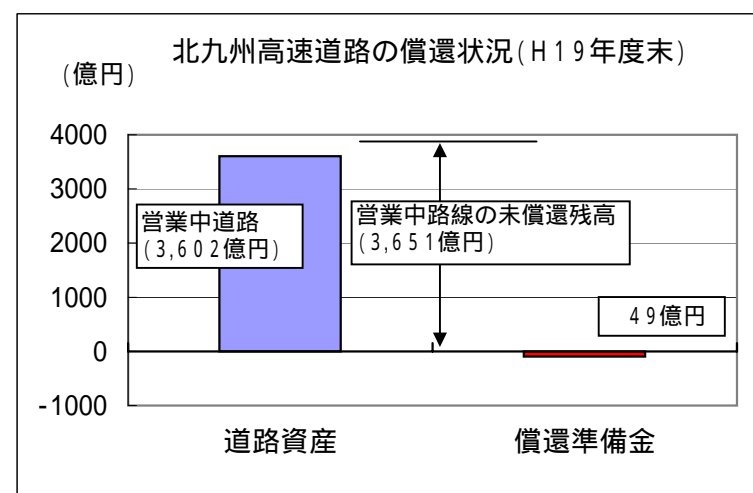 北九州高速道路の償還状況(H19年度末)
(億円)
4000
3000
2000
1000
0
-1000
営業中道路
(3,602億円)
営業中路線の未償還残高
(3,651億円)
49億円
道路資産
償還準備金